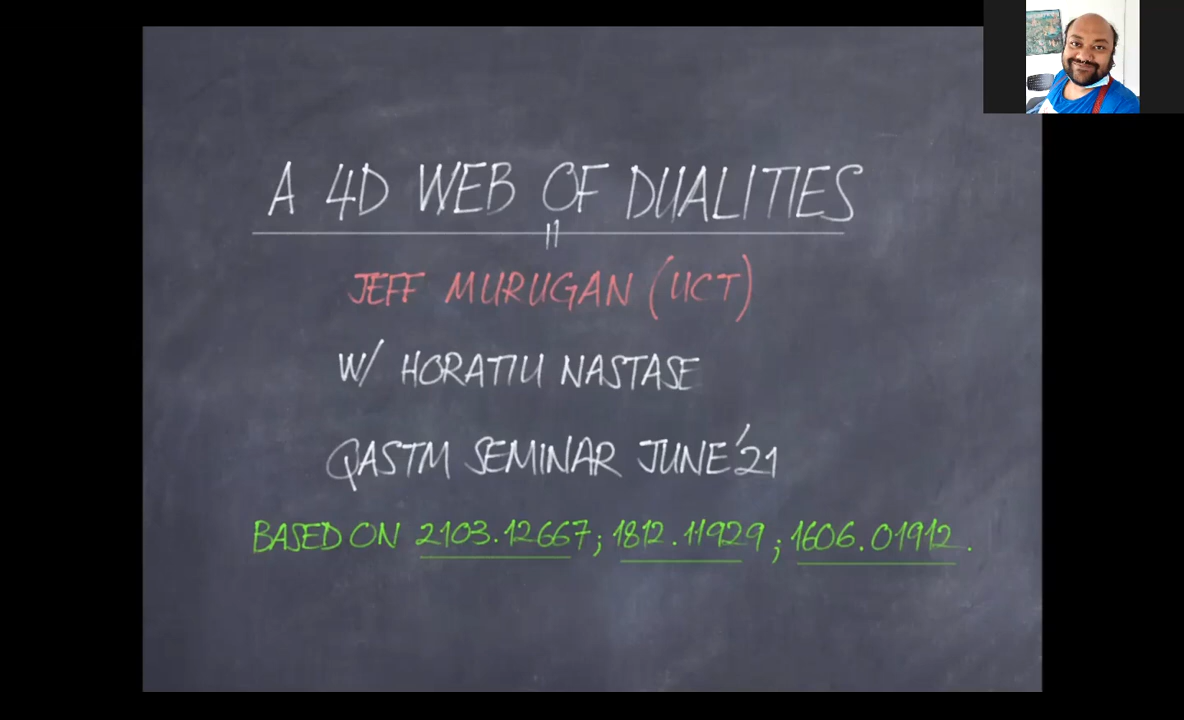 A 4D WEB OF DUALITIES
JEFF MURUGAN (UCT)
W/ HORATIU NASTASE
QASTM SEMINAR JUNE'21
BASED ON 2103.12667; 1812.11929; 1606.01912.